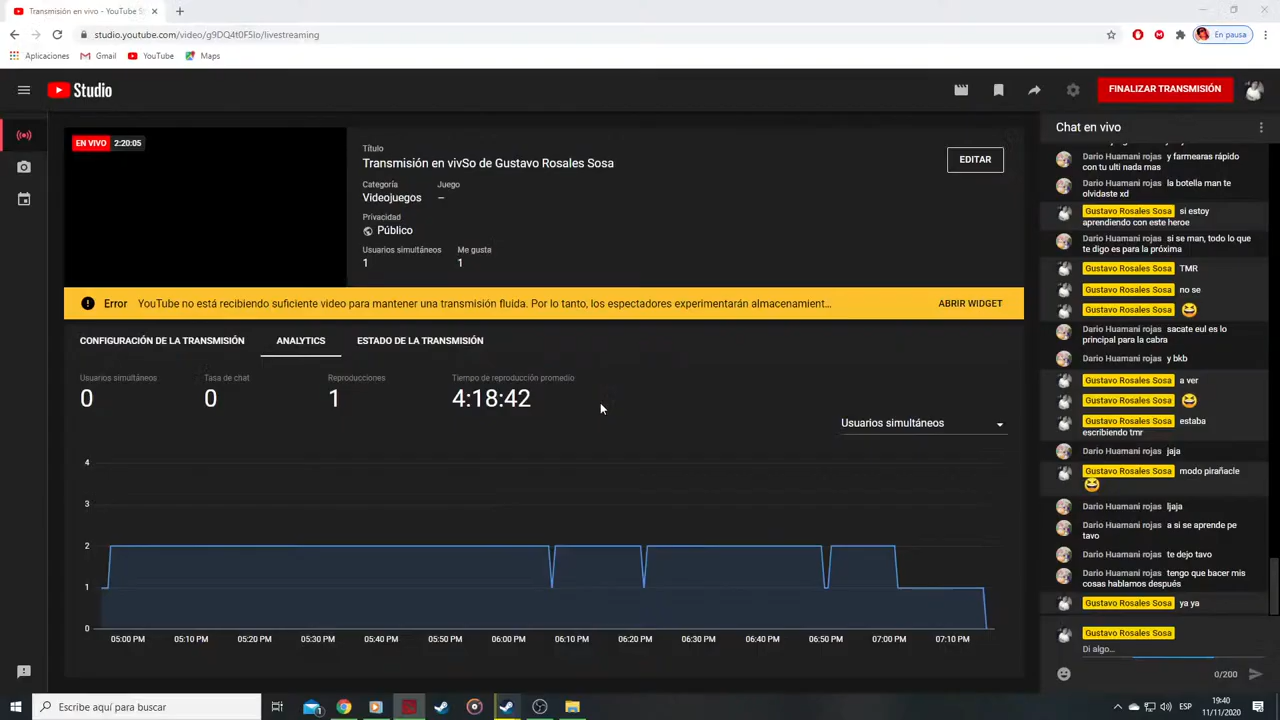 Transmisión en vivo - YouTube S
studio.youtube.com/video/g9DQ4t0F5Io/livestreaming
En pausa
Aplicaciones
Gmail
YouTube
Maps
Studio
FINALIZAR TRANSMISIÓN
EN VIVO
2:20:05
Título
Transmisión en vivSo de Gustavo Rosales Sosa
EDITAR
Categoría
Juego
Videojuegos
–
Privacidad
Público
Usuarios simultáneos
Me gusta
1
1
Error
YouTube no está recibiendo suficiente video para mantener una transmisión fluida. Por lo tanto, los espectadores experimentarán almacenamient...
ABRIR WIDGET
CONFIGURACIÓN DE LA TRANSMISIÓN
ANALYTICS
ESTADO DE LA TRANSMISIÓN
Usuarios simultáneos
Tasa de chat
Reproducciones
Tiempo de reproducción promedio
0
0
1
4:18:42
Usuarios simultáneos
4
3
2
1
0
05:00 PM
05:10 PM
05:20 PM
05:30 PM
05:40 PM
05:50 PM
06:00 PM
06:10 PM
06:20 PM
06:30 PM
06:40 PM
06:50 PM
07:00 PM
07:10 PM
Chat en vivo
Dario Huamani rojas y farmearas rápido
con tu ulti nada mas
Dario Huamani rojas la botella man te
olvidaste xd
Gustavo Rosales Sosa si estoy
aprendiendo con este heroe
Dario Huamani rojas si se man, todo lo que
te digo es para la próxima
Gustavo Rosales Sosa TMR
Gustavo Rosales Sosa no se
Gustavo Rosales Sosa
Dario Huamani rojas sacate eul es lo
principal para la cabra
Dario Huamani rojas y bkb
Gustavo Rosales Sosa a ver
Gustavo Rosales Sosa
Gustavo Rosales Sosa estaba
escribiendo tmr
Dario Huamani rojas jaja
Gustavo Rosales Sosa modo pirañacle
Dario Huamani rojas ljaja
Dario Huamani rojas a si se aprende pe
tavo
Dario Huamani rojas te dejo tavo
Dario Huamani rojas tengo que bacer mis
cosas hablamos después
Gustavo Rosales Sosa ya ya
Gustavo Rosales Sosa
Di algo...
0/200
Escribe aquí para buscar
ESP
19:40
11/11/2020